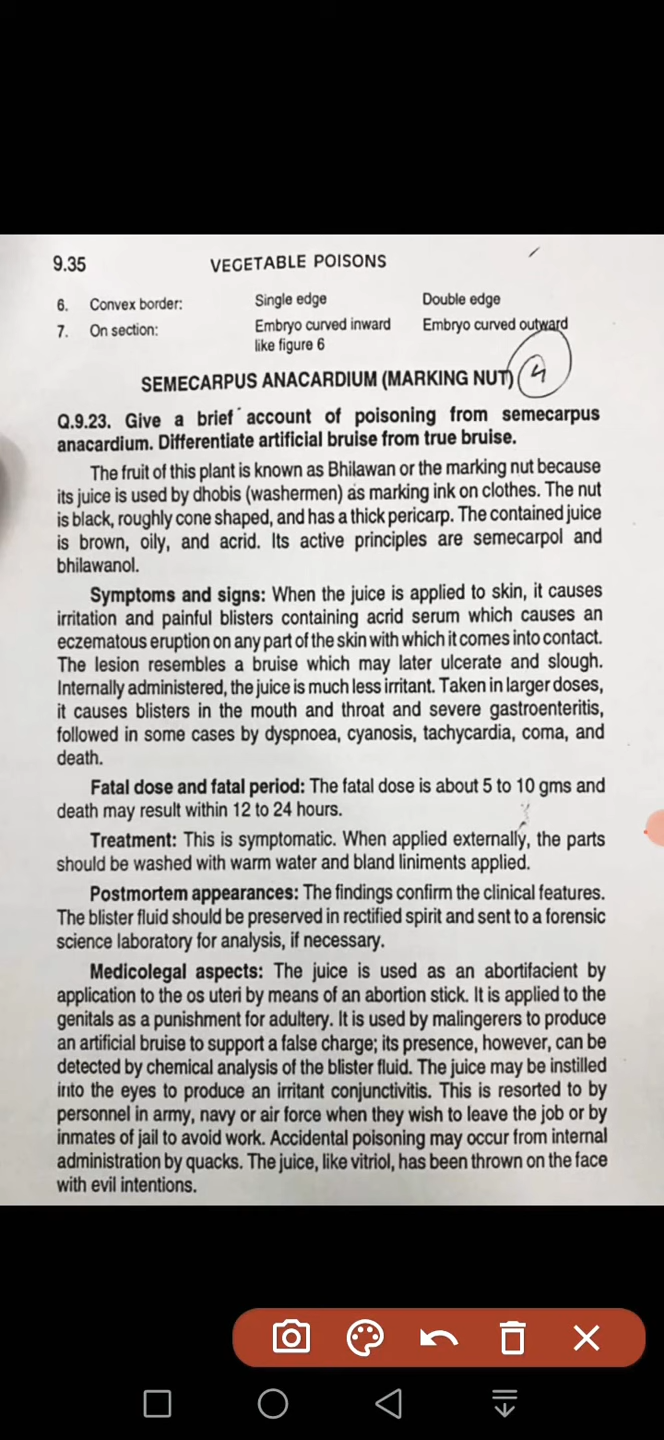 9.35 VEGETABLE POISONS
6. Convex border: Single edge Double edge
7. On section: Embryo curved inward Embryo curved outward
like figure 6
SEMECARPUS ANACARDIUM (MARKING NUT) 4
Q.9.23. Give a brief account of poisoning from semecarpus
anacardium. Differentiate artificial bruise from true bruise.
The fruit of this plant is known as Bhilawan or the marking nut because
its juice is used by dhobis (washermen) as marking ink on clothes. The nut
is black, roughly cone shaped, and has a thick pericarp. The contained juice
is brown, oily, and acrid. Its active principles are semecarpol and
bhilawanol.
Symptoms and signs: When the juice is applied to skin, it causes
irritation and painful blisters containing acrid serum which causes an
eczematous eruption on any part of the skin with which it comes into contact.
The lesion resembles a bruise which may later ulcerate and slough.
Internally administered, the juice is much less irritant. Taken in larger doses,
it causes blisters in the mouth and throat and severe gastroenteritis,
followed in some cases by dyspnoea, cyanosis, tachycardia, coma, and
death.
Fatal dose and fatal period: The fatal dose is about 5 to 10 gms and
death may result within 12 to 24 hours.
Treatment: This is symptomatic. When applied externally, the parts
should be washed with warm water and bland liniments applied.
Postmortem appearances: The findings confirm the clinical features.
The blister fluid should be preserved in rectified spirit and sent to a forensic
science laboratory for analysis, if necessary.
Medicolegal aspects: The juice is used as an abortifacient by
application to the os uteri by means of an abortion stick. It is applied to the
genitals as a punishment for adultery. It is used by malingerers to produce
an artificial bruise to support a false charge; its presence, however, can be
detected by chemical analysis of the blister fluid. The juice may be instilled
into the eyes to produce an irritant conjunctivitis. This is resorted to by
personnel in army, navy or air force when they wish to leave the job or by
inmates of jail to avoid work. Accidental poisoning may occur from internal
administration by quacks. The juice, like vitriol, has been thrown on the face
with evil intentions.